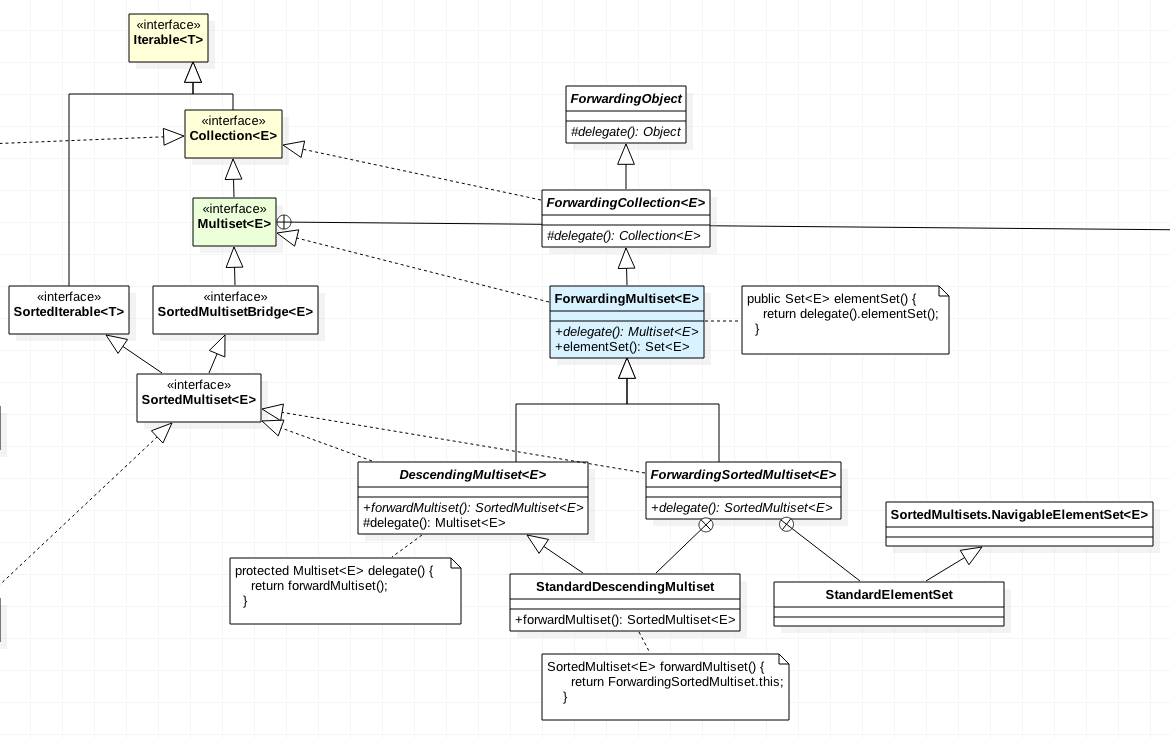 «interface»
Iterable<T>
ForwardingObject
#delegate(): Object
«interface»
Collection<E>
«interface»
Multiset<E>
ForwardingCollection<E>
#delegate(): Collection<E>
«interface»
SortedIterable<T>
«interface»
SortedMultisetBridge<E>
ForwardingMultiset<E>
+delegate(): Multiset<E>
+elementSet(): Set<E>
public Set<E> elementSet() {
return delegate().elementSet();
}
«interface»
SortedMultiset<E>
DescendingMultiset<E>
+forwardMultiset(): SortedMultiset<E>
#delegate(): Multiset<E>
ForwardingSortedMultiset<E>
+delegate(): SortedMultiset<E>
SortedMultisets.NavigableElementSet<E>
protected Multiset<E> delegate() {
return forwardMultiset();
}
StandardDescendingMultiset
+forwardMultiset(): SortedMultiset<E>
StandardElementSet
SortedMultiset<E> forwardMultiset() {
return ForwardingSortedMultiset.this;
}